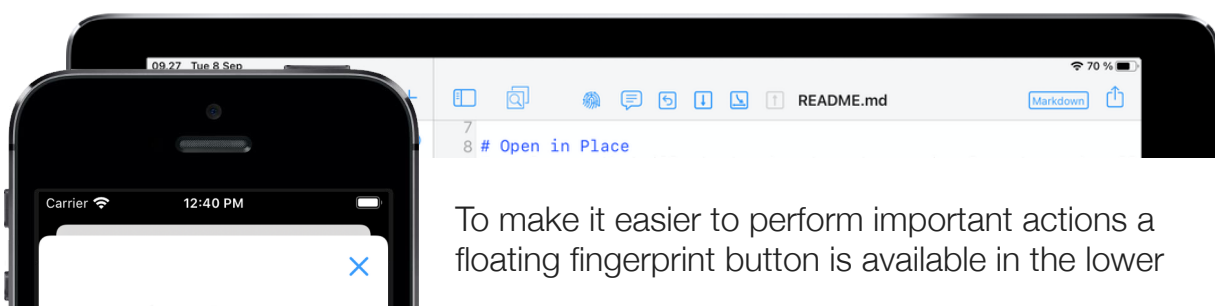 09.27 Tue 8 Sep
70 %
README.md
Markdown
7
8 # Open in Place
Carrier
12:40 PM
To make it easier to perform important actions a
floating fingerprint button is available in the lower